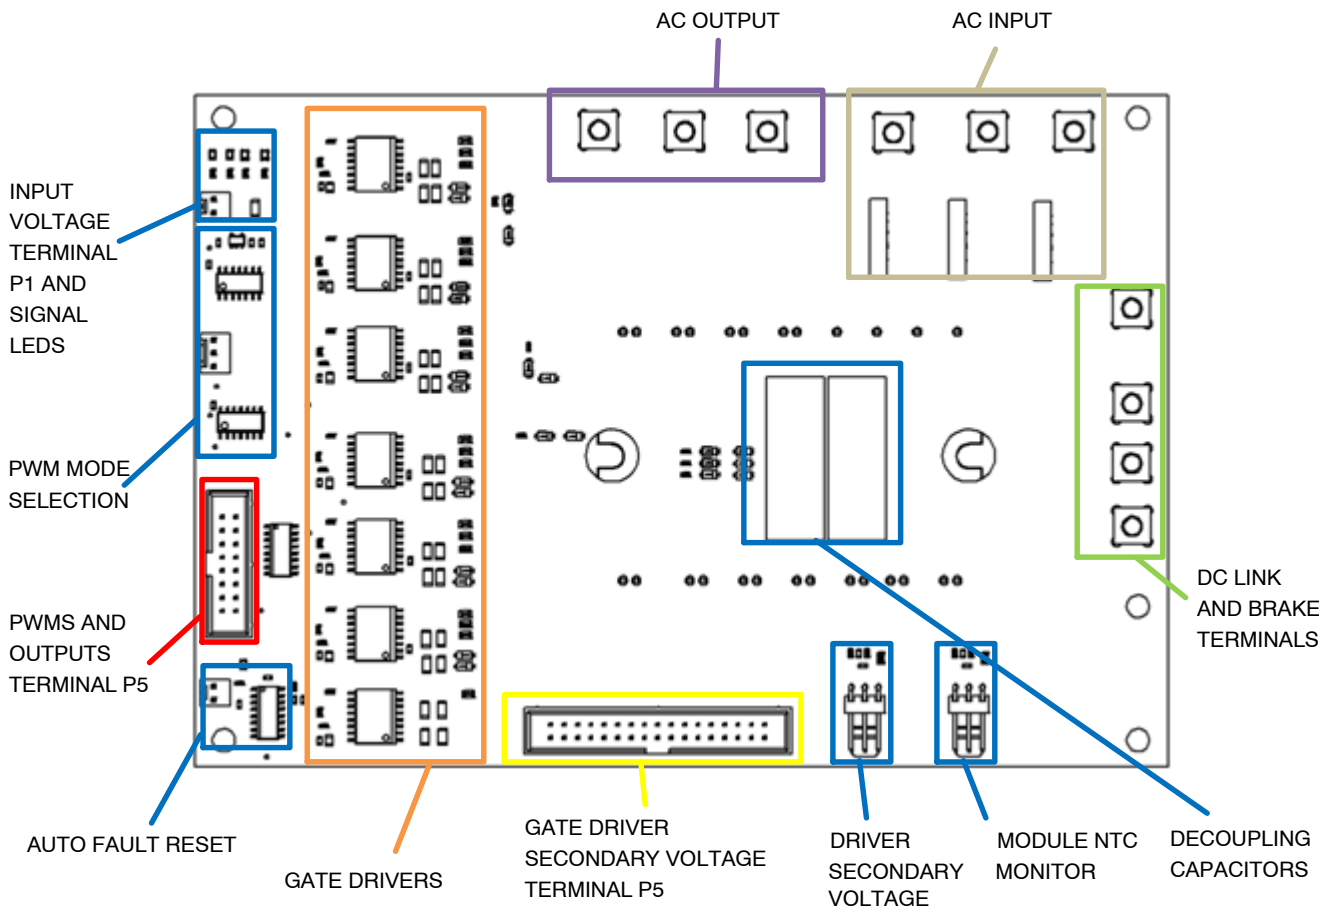 AC OUTPUT
AC INPUT
INPUT
VOLTAGE
TERMINAL
P1 AND
SIGNAL
LEDS
PWM MODE
SELECTION
PWMS AND
OUTPUTS
TERMINAL P5
AUTO FAULT RESET
GATE DRIVERS
GATE DRIVER
SECONDARY VOLTAGE
TERMINAL P5
DRIVER
SECONDARY
VOLTAGE
MODULE NTC
MONITOR
DECOUPLING
CAPACITORS
DC LINK
AND BRAKE
TERMINALS